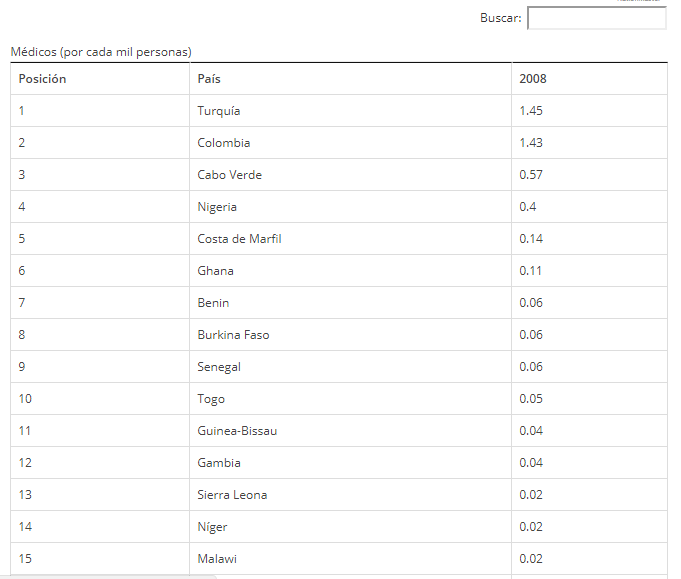 Buscar:
Médicos (por cada mil personas)
Posición País 2008
1 Turquía 1.45
2 Colombia 1.43
3 Cabo Verde 0.57
4 Nigeria 0.4
5 Costa de Marfil 0.14
6 Ghana 0.11
7 Benin 0.06
8 Burkina Faso 0.06
9 Senegal 0.06
10 Togo 0.05
11 Guinea-Bissau 0.04
12 Gambia 0.04
13 Sierra Leona 0.02
14 Níger 0.02
15 Malawi 0.02